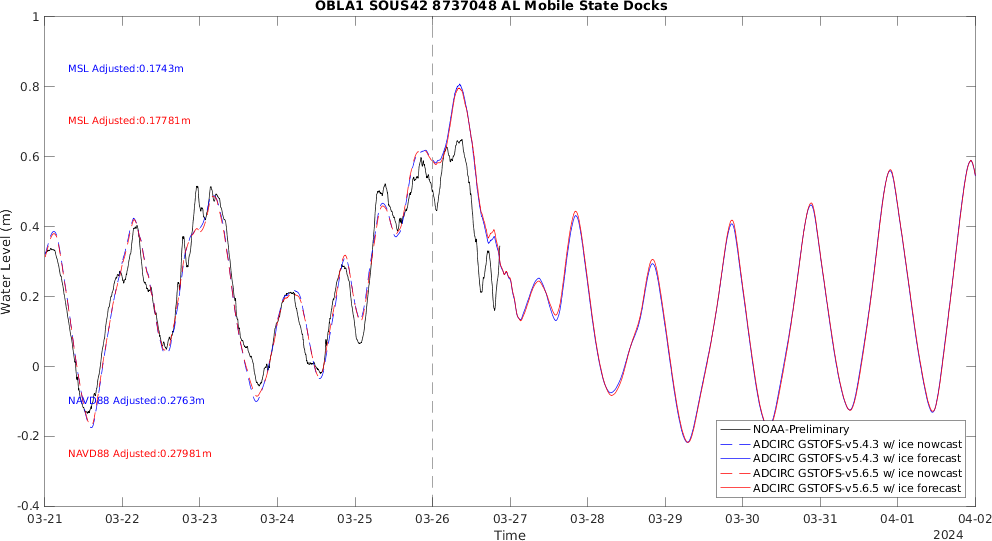 OBLA1 SOUS42 8737048 AL Mobile State Docks
MSL Adjusted:0.1743m
MSL Adjusted:0.17781m
NAVD88 Adjusted:0.2763m
NAVD88 Adjusted:0.27981m
Water Level (m)
1
0.8
0.6
0.4
0.2
0
-0.2
-0.4
NOAA-Preliminary
ADCIRC GSTOFS-v5.4.3 w/ ice nowcast
ADCIRC GSTOFS-v5.4.3 w/ ice forecast
ADCIRC GSTOFS-v5.6.5 w/ ice nowcast
ADCIRC GSTOFS-v5.6.5 w/ ice forecast
03-21 03-22 03-23 03-24 03-25 03-26 03-27 03-28 03-29 03-30 03-31 04-01 04-02
Time
2024